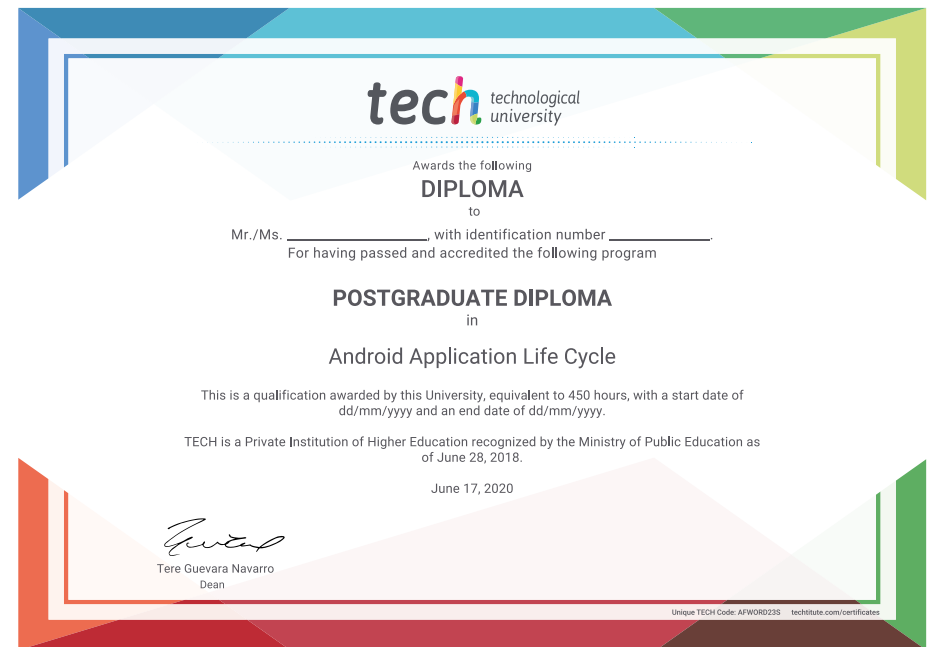 tech technological
university
Awards the following
DIPLOMA
to
Mr./Ms. ____________________, with identification number ______________.
For having passed and accredited the following program
POSTGRADUATE DIPLOMA
in
Android Application Life Cycle
This is a qualification awarded by this University, equivalent to 450 hours, with a start date of
dd/mm/yyyy and an end date of dd/mm/yyyy.
TECH is a Private Institution of Higher Education recognized by the Ministry of Public Education as
of June 28, 2018.
June 17, 2020
Tere Guevara Navarro
Dean
Unique TECH Code: AFWORD23S techtitute.com/certificates